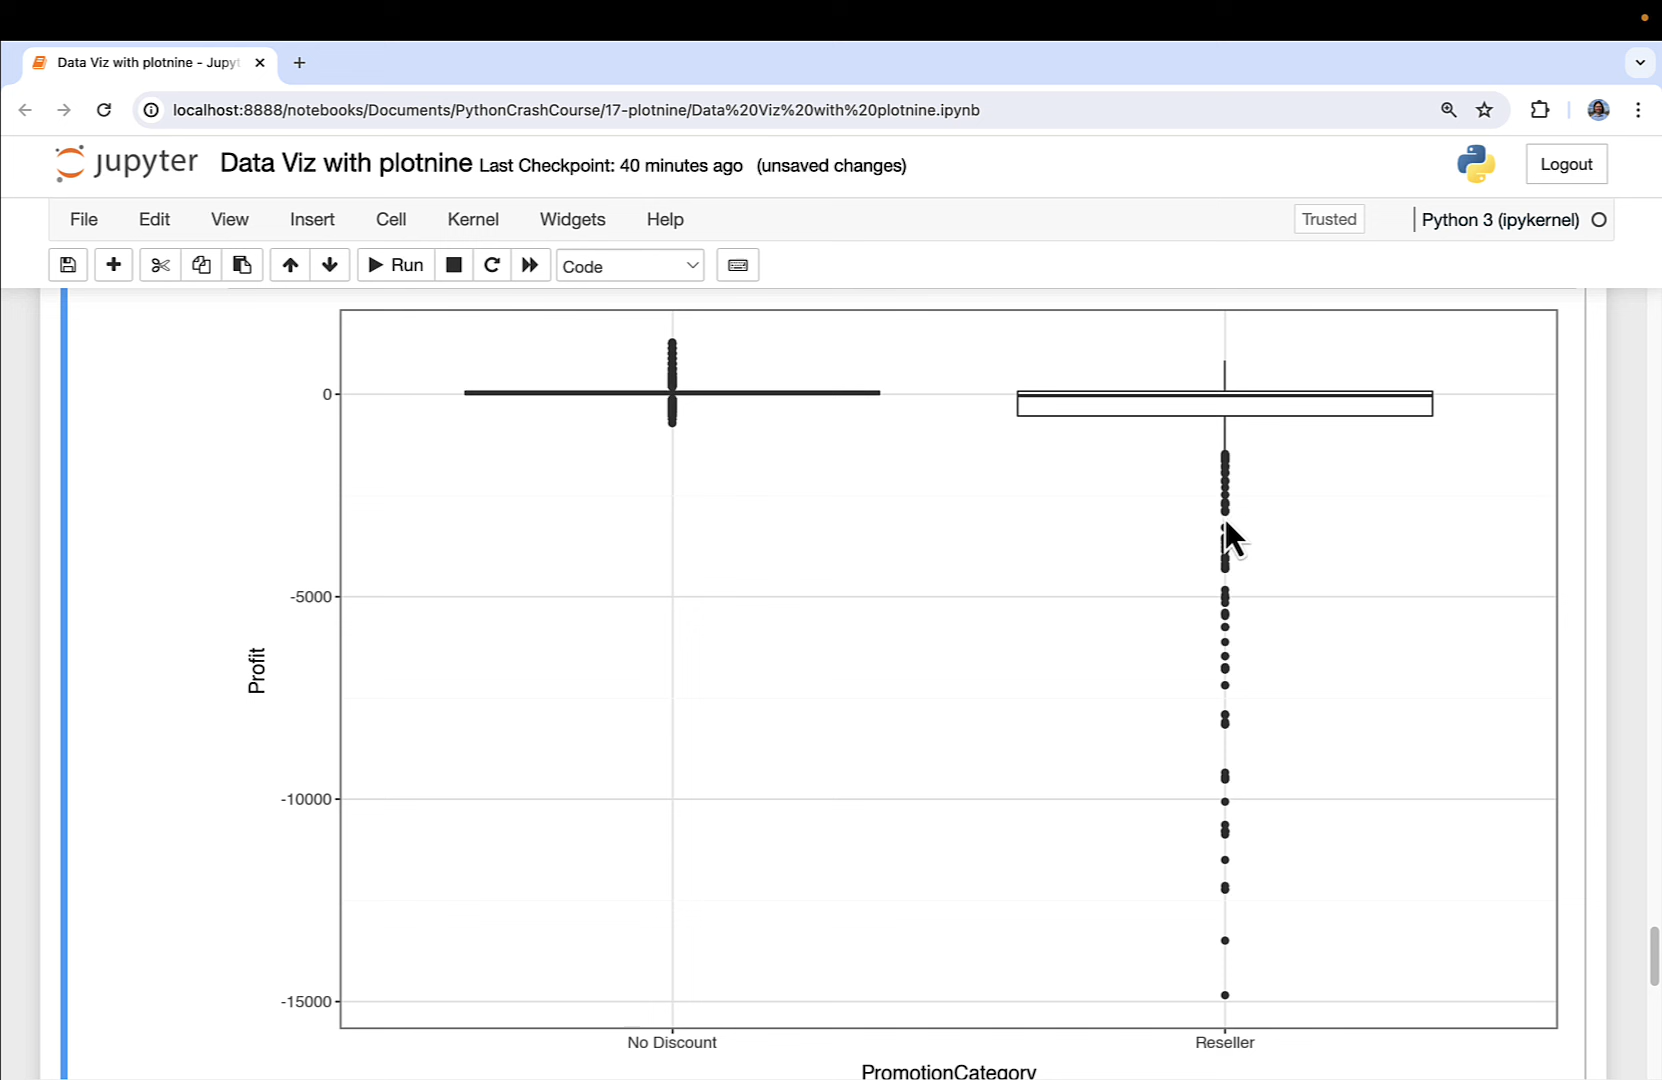 Data Viz with plotnine - Jupyt
localhost:8888/notebooks/Documents/PythonCrashCourse/17-plotnine/Data%20Viz%20with%20plotnine.ipynb
jupyter Data Viz with plotnine Last Checkpoint: 40 minutes ago (unsaved changes) Logout
File Edit View Insert Cell Kernel Widgets Help Trusted Python 3 (ipykernel)
Run Code
0
-5000
Profit
-10000
-15000
No Discount Reseller
PromotionCategory